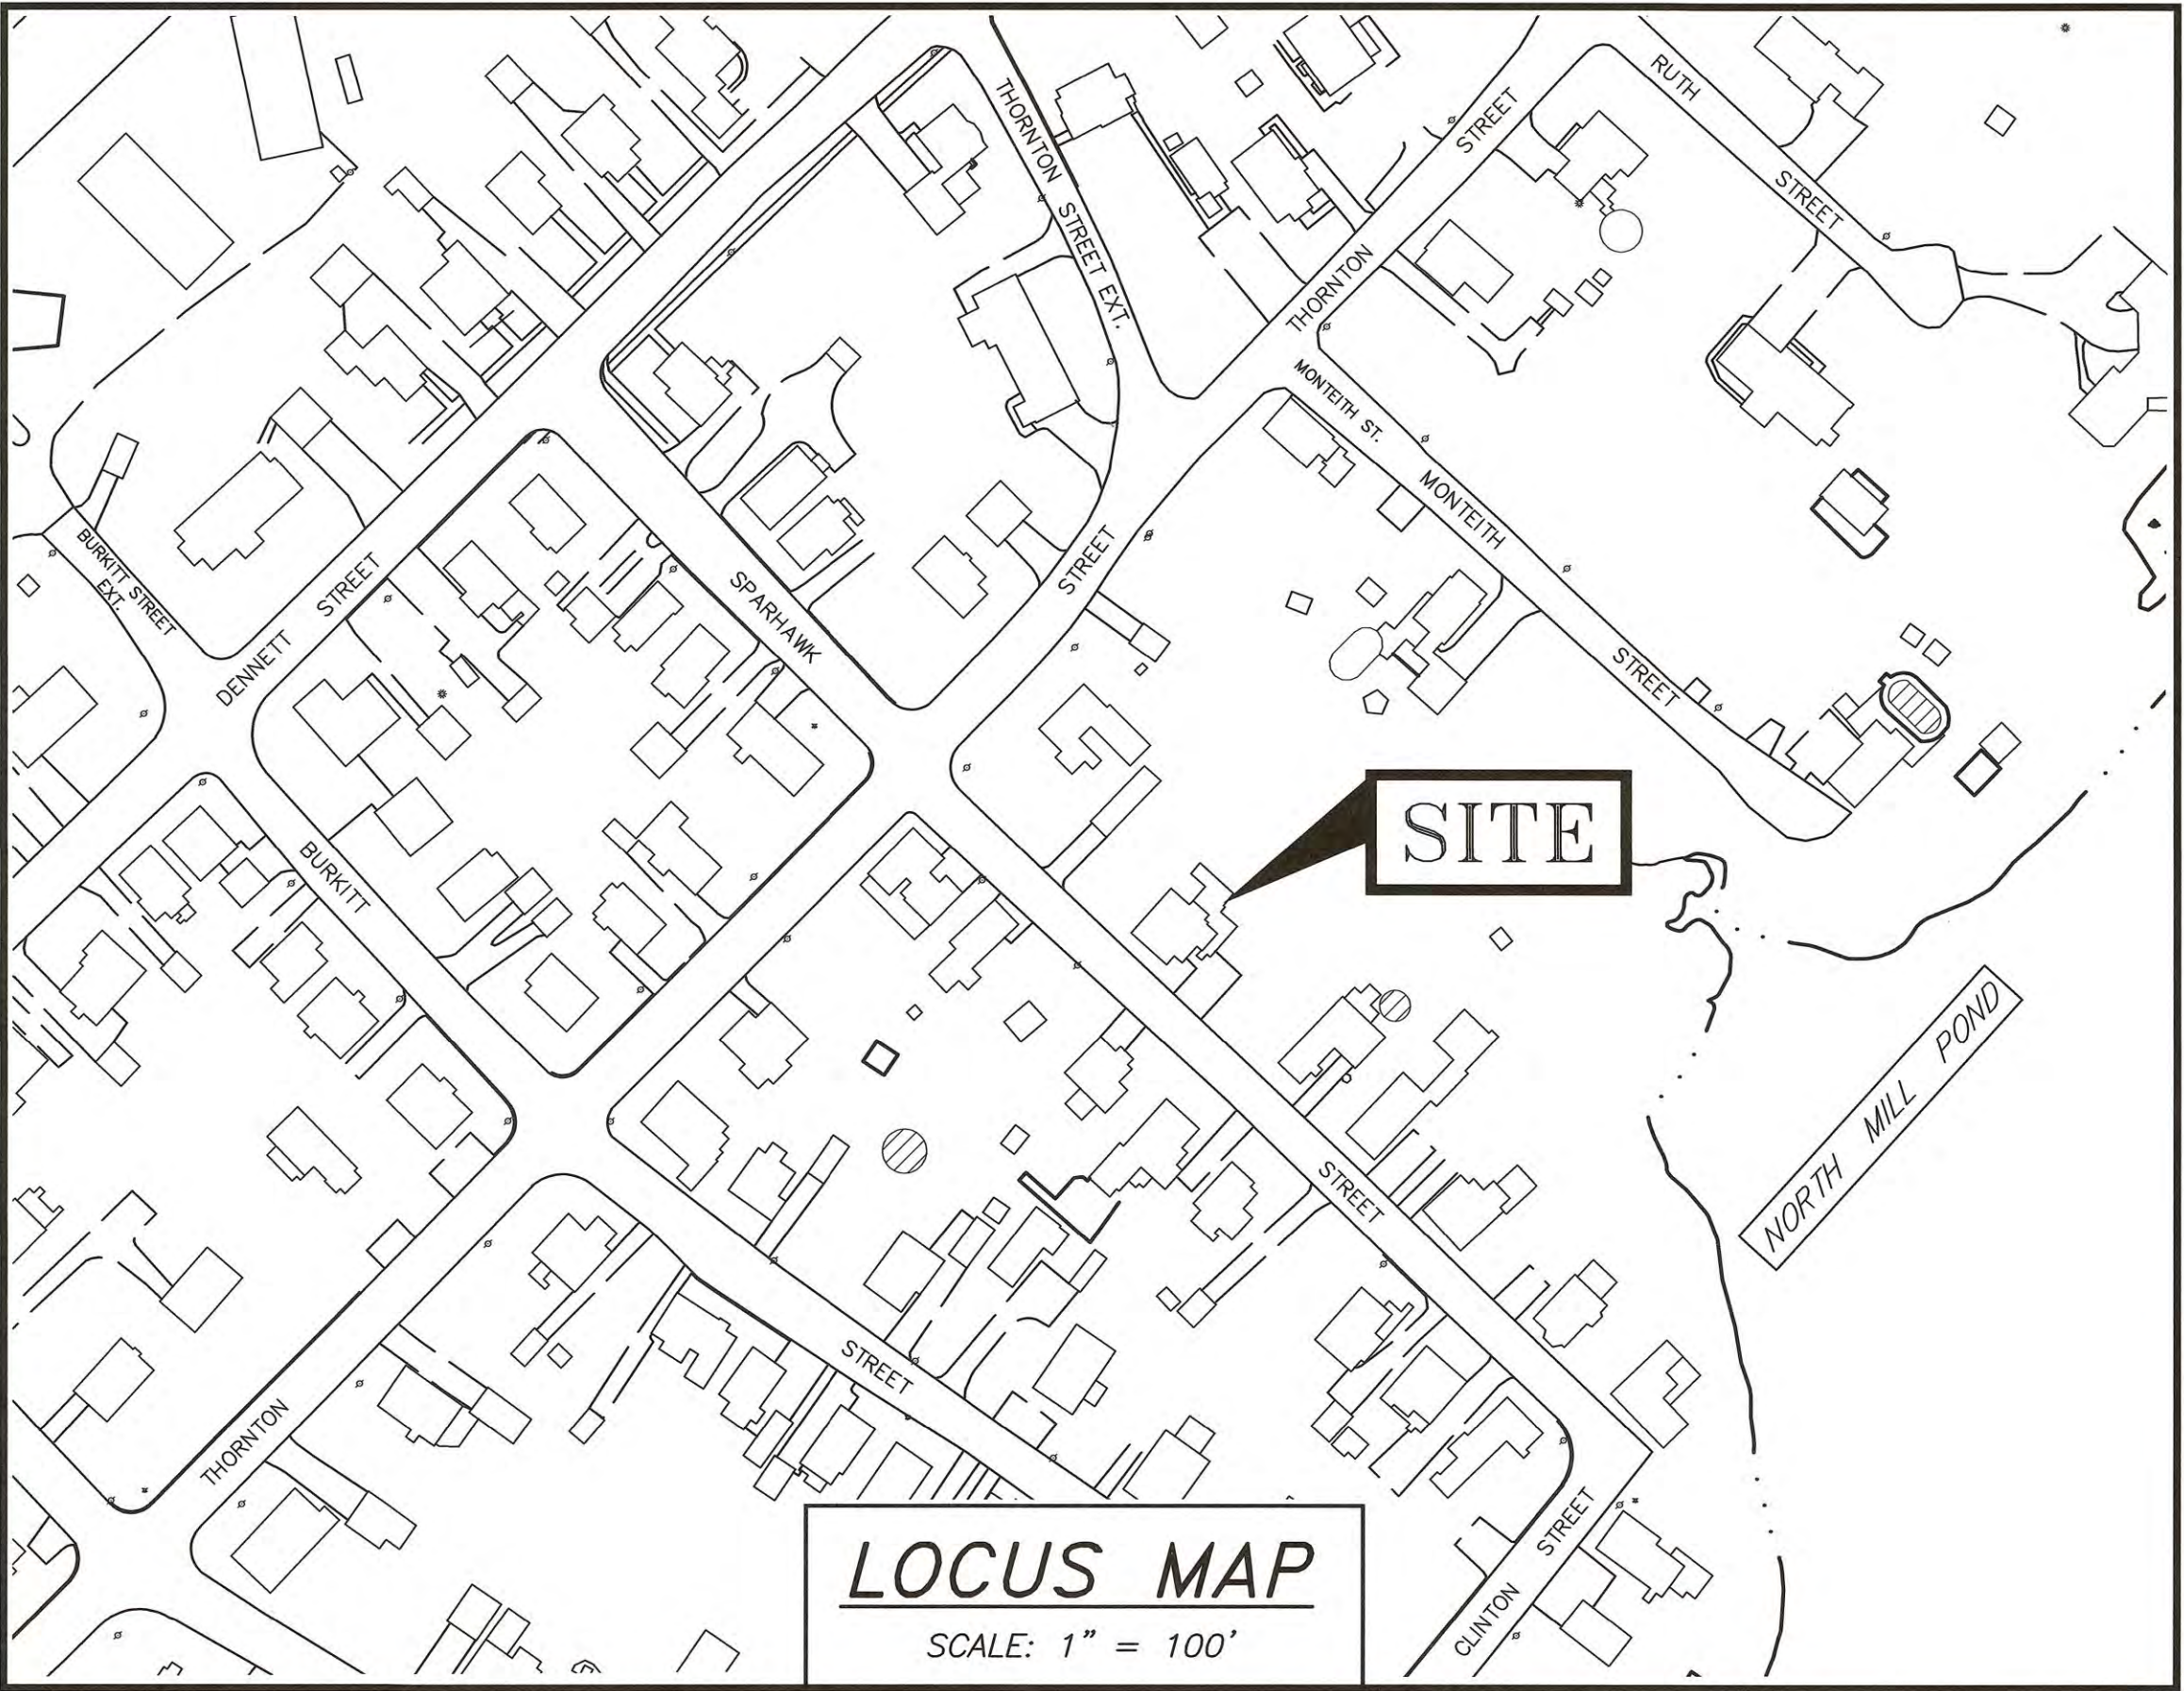 RUTH
STREET
THORNTON STREET EXT.
THORNTON
STREET
MONTEITH ST.
MONTEITH
STREET
STREET
BURKITT STREET
EXT.
DENNETT STREET
SPARHAWK
STREET
BURKITT
STREET
THORNTON
CLINTON STREET
SITE
NORTH MILL POND
LOCUS MAP
SCALE: 1" = 100'